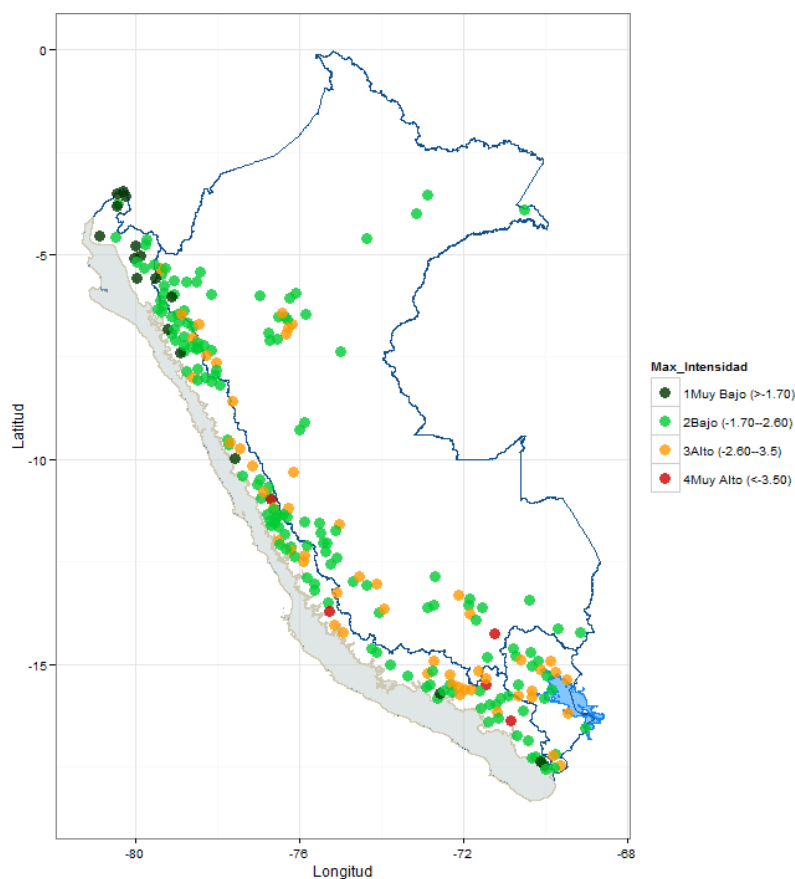 0
-5
-10
-15
Latitud
-80
-76
-72
-68
Longitud
Max_Intensidad
1Muy Bajo (>-1.70)
2Bajo (-1.70--2.60)
3Alto (-2.60--3.5)
4Muy Alto (<-3.50)